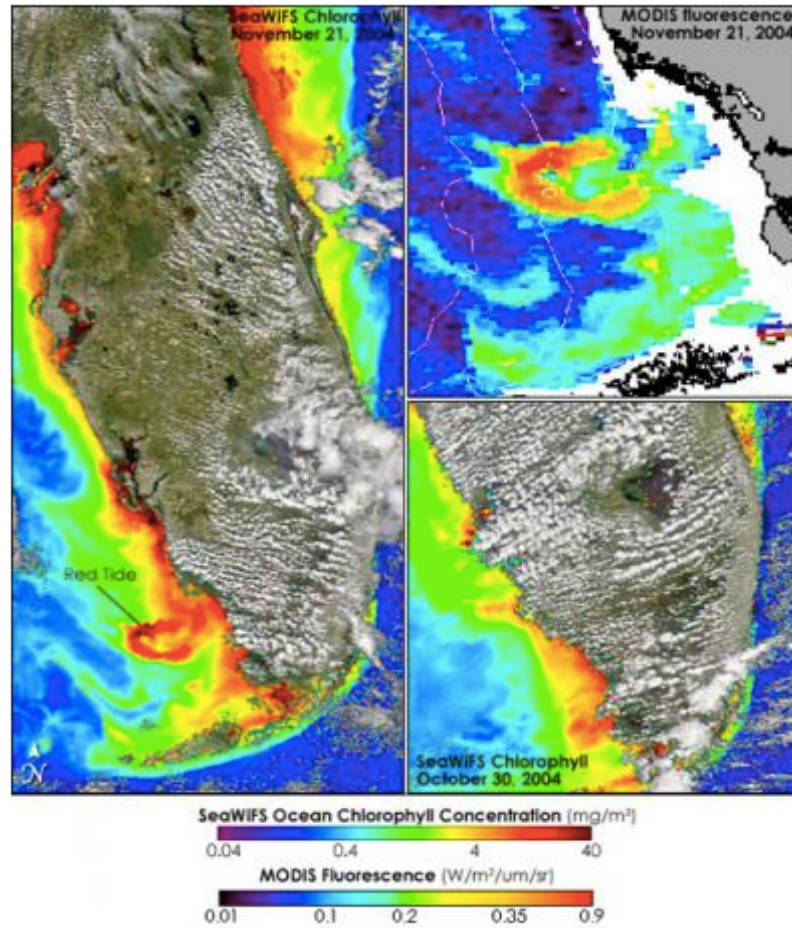 SeaWiFS Chlorophyll
November 21, 2004
MODIS fluorescence
November 21, 2004
Red Tide
N
SeaWiFS Chlorophyll
October 30, 2004
SeaWiFS Ocean Chlorophyll Concentration (mg/m³)
0.04 0.4 4 40
MODIS Fluorescence (W/m²/um/sr)
0.01 0.1 0.2 0.35 0.9